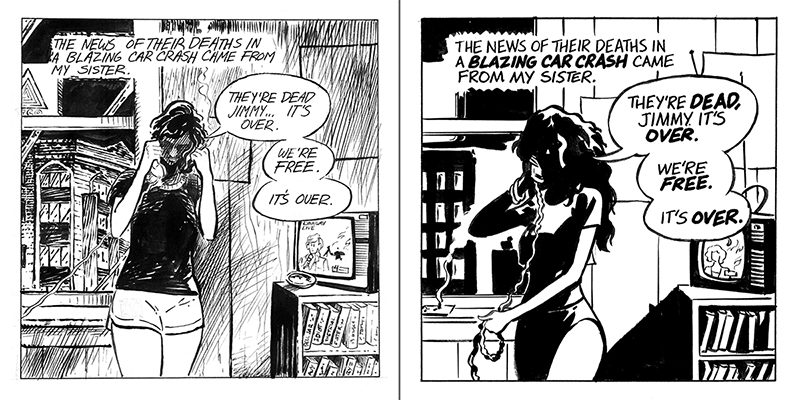 THE NEWS OF THEIR DEATHS IN
A BLAZING CAR CRASH CAME FROM
MY SISTER.
THEY'RE DEAD,
JIMMY... IT'S
OVER.
WE'RE
FREE.
IT'S OVER.
LIVE
THE NEWS OF THEIR DEATHS IN
A BLAZING CAR CRASH CAME
FROM MY SISTER.
THEY'RE DEAD,
JIMMY. IT'S
OVER.
WE'RE
FREE.
IT'S OVER.